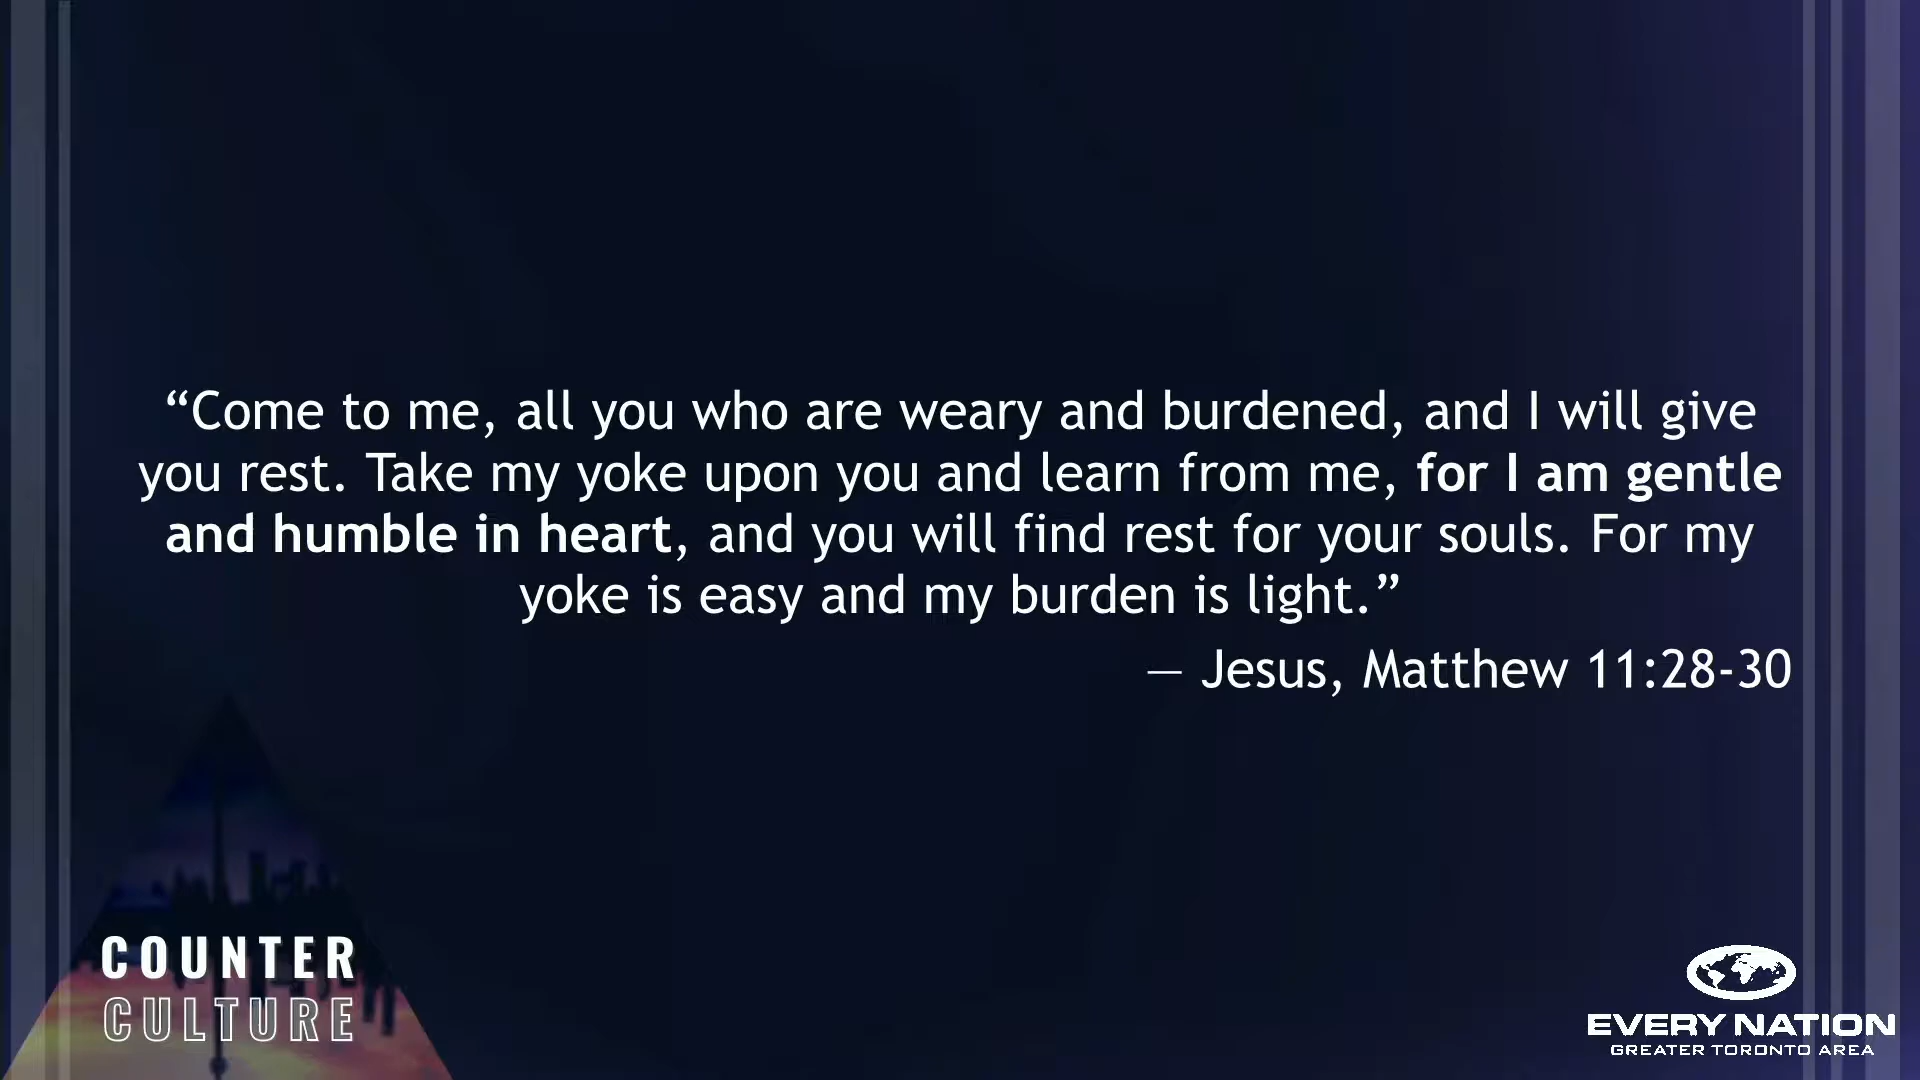 “Come to me, all you who are weary and burdened, and I will give
you rest. Take my yoke upon you and learn from me, for I am gentle
and humble in heart, and you will find rest for your souls. For my
yoke is easy and my burden is light.”
— Jesus, Matthew 11:28-30
COUNTER
CULTURE
EVERY NATION
GREATER TORONTO AREA